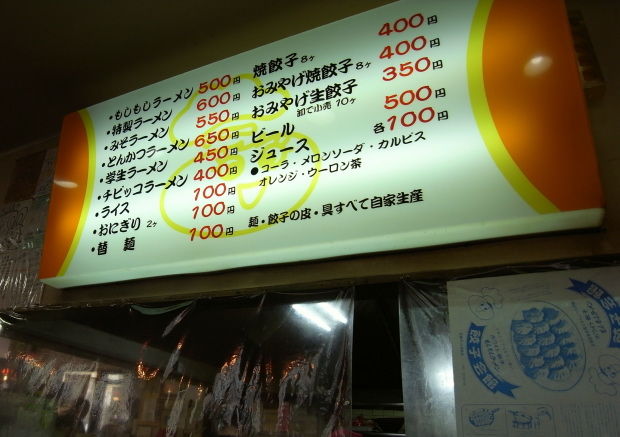 ・もしもしラーメン 500円
・特製ラーメン 600円
・みそラーメン 550円
・とんかつラーメン 650円
・学生ラーメン 450円
・チビッコラーメン 400円
・ライス 100円
・おにぎり 2ヶ 100円
・替麺 100円
焼餃子 8ヶ 400円
おみやげ焼餃子 8ヶ 400円
おみやげ生餃子 350円
卸て小売 10ヶ
ビール 500円
ジュース 各100円
●コーラ・メロンソーダ・カルピス
オレンジ・ウーロン茶
麺・餃子の皮・具すべて自家生産
餃子会館